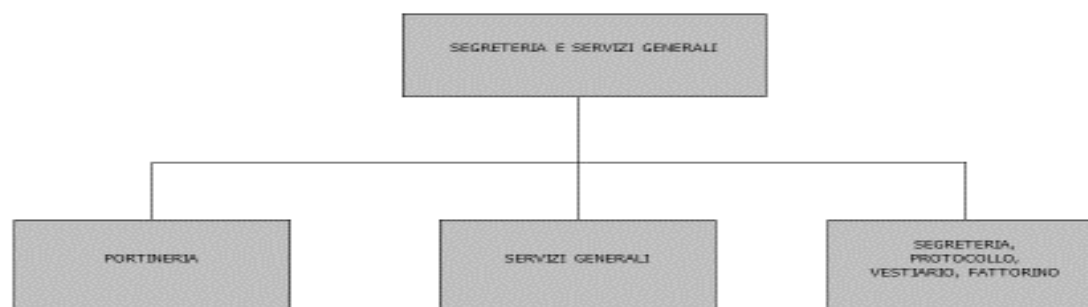 SEGRETERIA E SERVIZI GENERALI
PORTINERIA
SERVIZI GENERALI
SEGRETERIA,
PROTOCOLLO,
VESTIARIO, FATTORINO